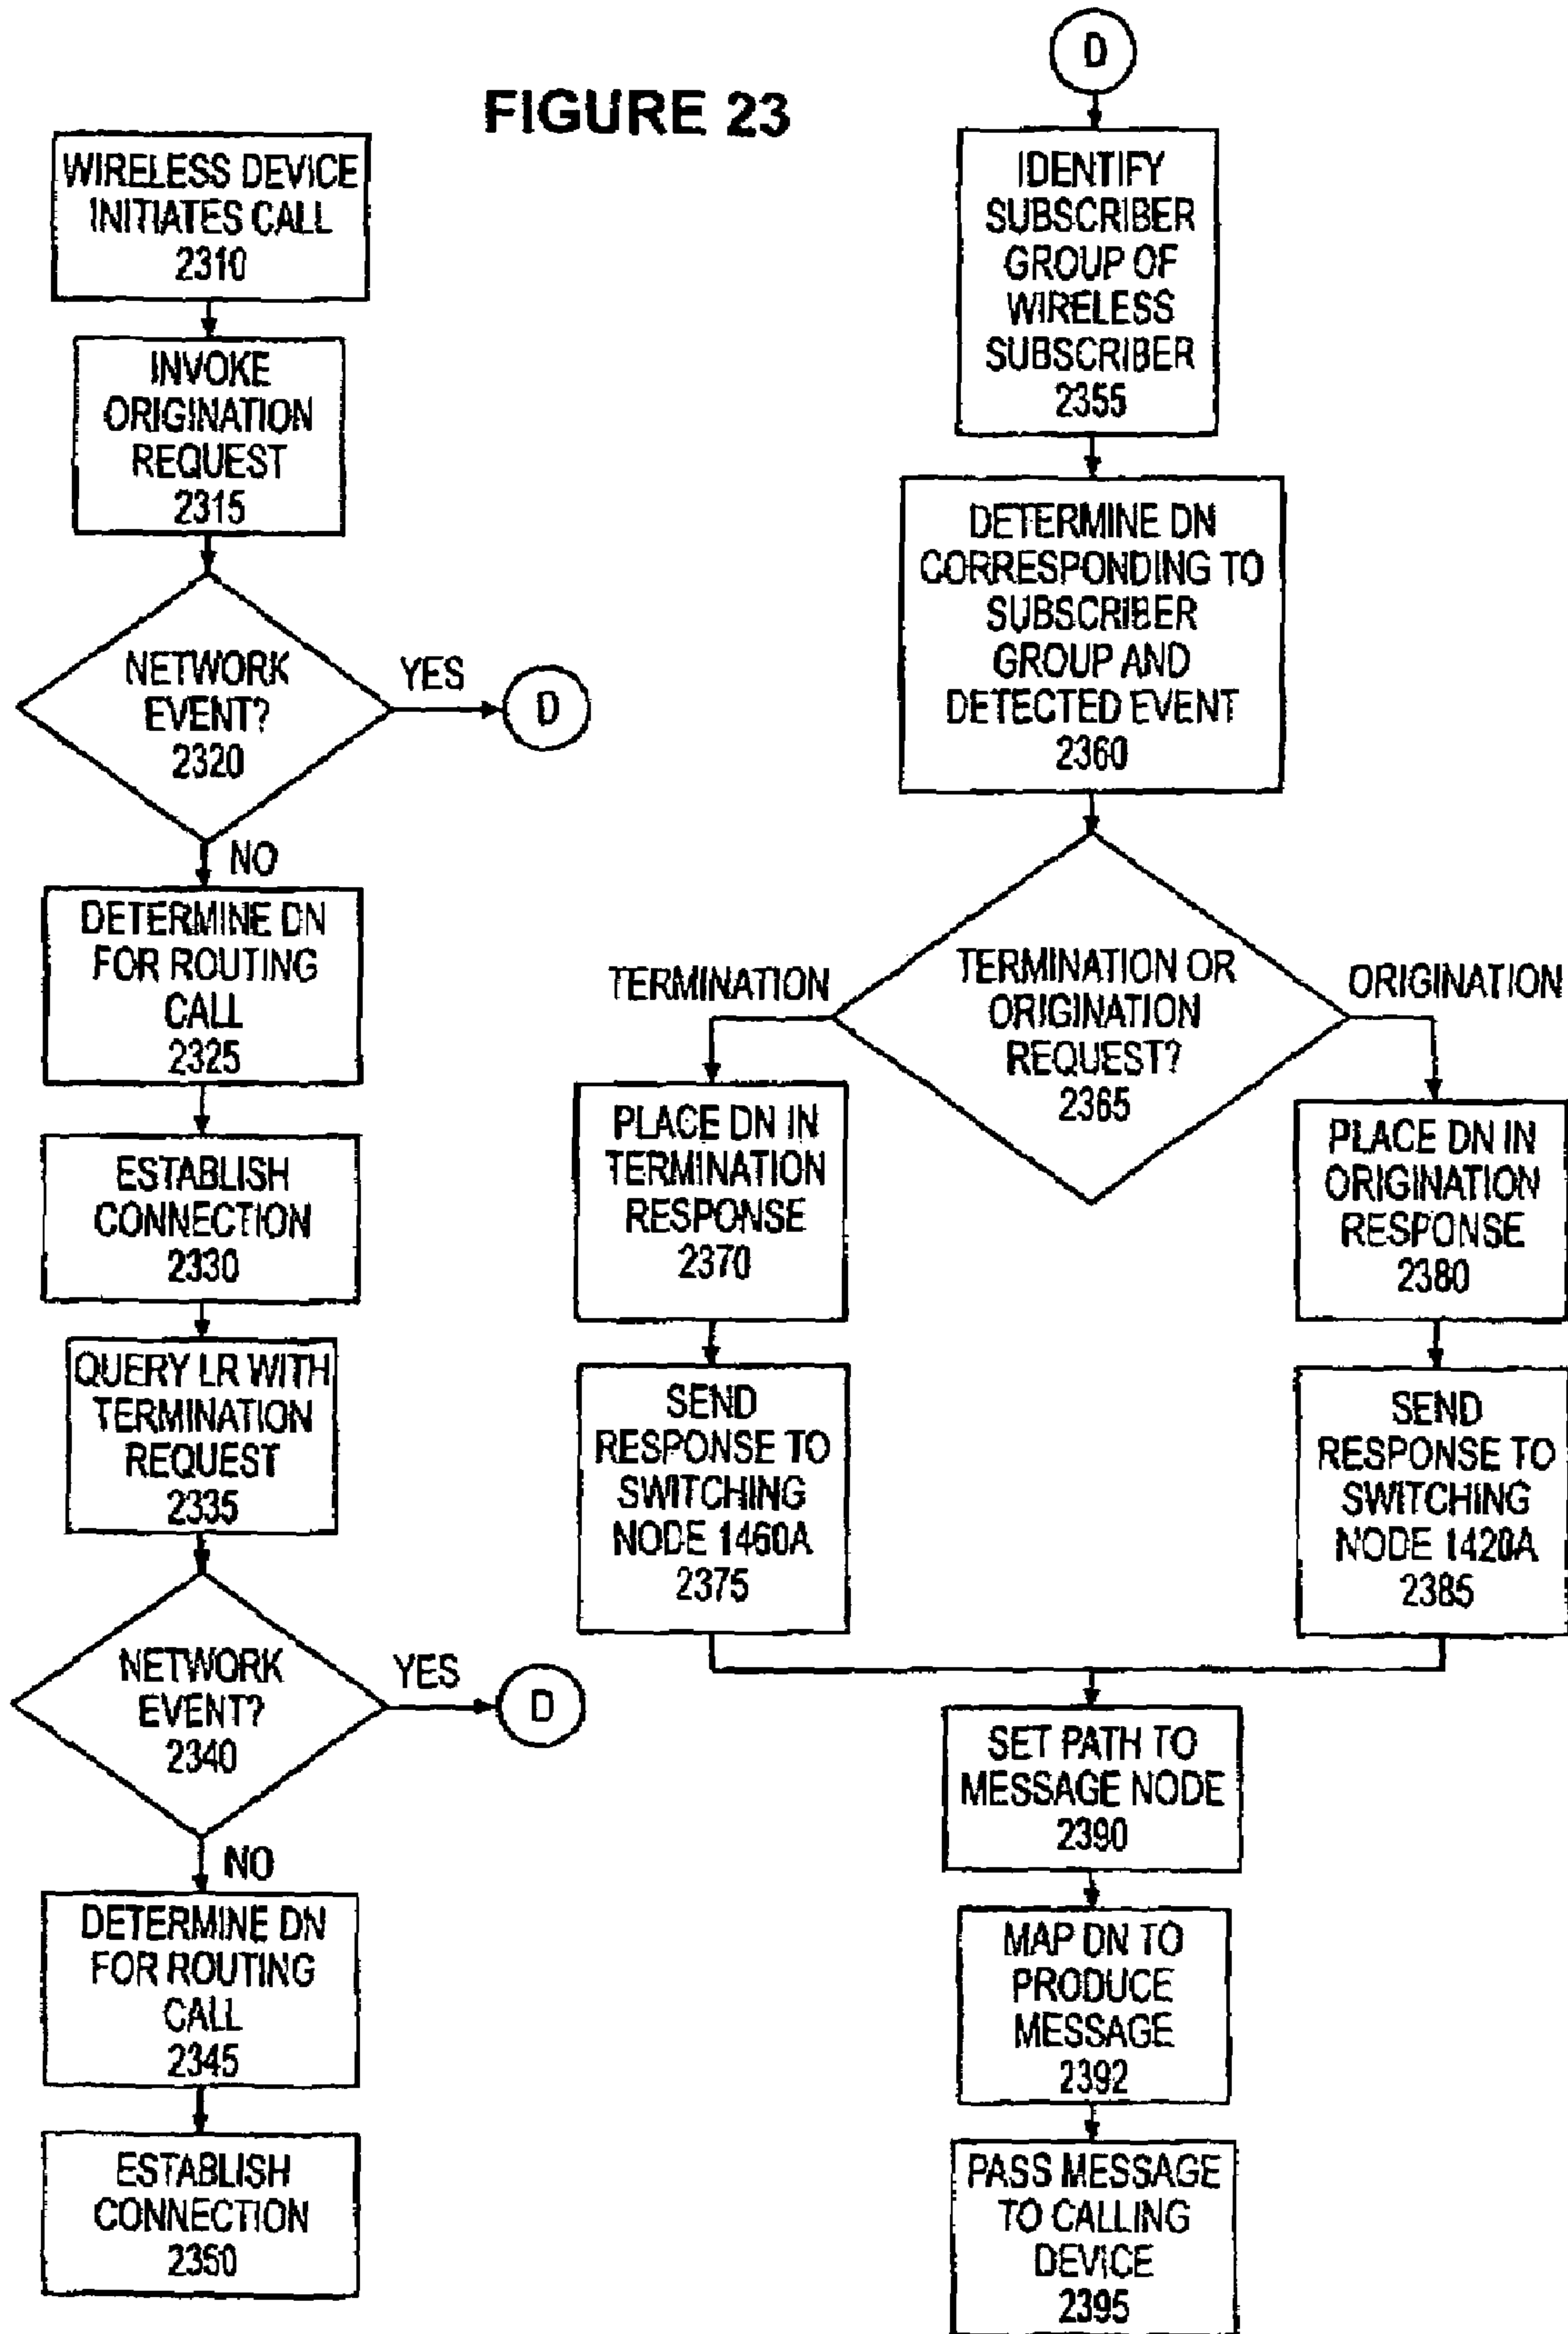 FIGURE 23
WIRELESS DEVICE
INITIATES CALL
2310
INVOKE
ORIGINATION
REQUEST
2315
NETWORK
EVENT?
2320
YES
D
NO
DETERMINE DN
FOR ROUTING
CALL
2325
ESTABLISH
CONNECTION
2330
QUERY LR WITH
TERMINATION
REQUEST
2335
NETWORK
EVENT?
2340
YES
D
NO
DETERMINE DN
FOR ROUTING
CALL
2345
ESTABLISH
CONNECTION
2350
D
IDENTIFY
SUBSCRIBER
GROUP OF
WIRELESS
SUBSCRIBER
2355
DETERMINE DN
CORRESPONDING TO
SUBSCRIBER
GROUP AND
DETECTED EVENT
2360
TERMINATION OR
ORIGINATION
REQUEST?
2365
TERMINATION
ORIGINATION
PLACE DN IN
TERMINATION
RESPONSE
2370
SEND
RESPONSE TO
SWITCHING
NODE 1460A
2375
PLACE DN IN
ORIGINATION
RESPONSE
2380
SEND
RESPONSE TO
SWITCHING
NODE 1420A
2385
SET PATH TO
MESSAGE NODE
2390
MAP DN TO
PRODUCE
MESSAGE
2392
PASS MESSAGE
TO CALLING
DEVICE
2395